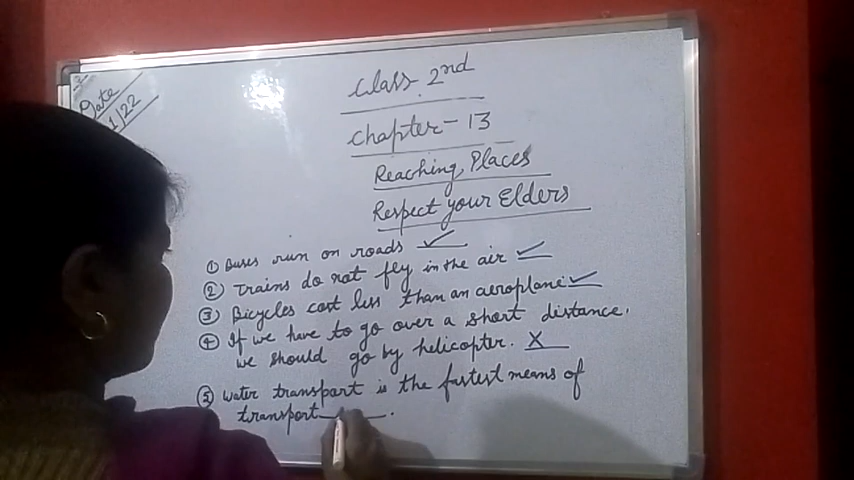 Date
1/22
Class- 2nd
Chapter- 13
Reaching Places
Respect your Elders
① Buses run on roads ✓
② Trains do not fly in the air ✓
③ Bicycles cost less than an aeroplane ✓
④ If we have to go over a short distance.
we should go by helicopter. X
⑤ Water transport is the fastest means of
transport ____.